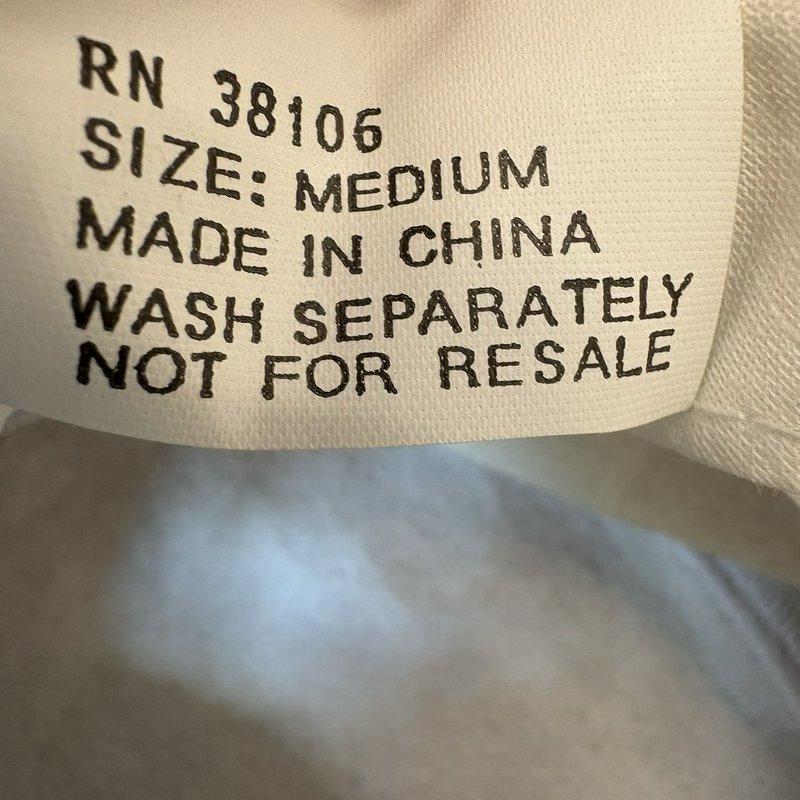 RN 38106
SIZE: MEDIUM
MADE IN CHINA
WASH SEPARATELY
NOT FOR RESALE